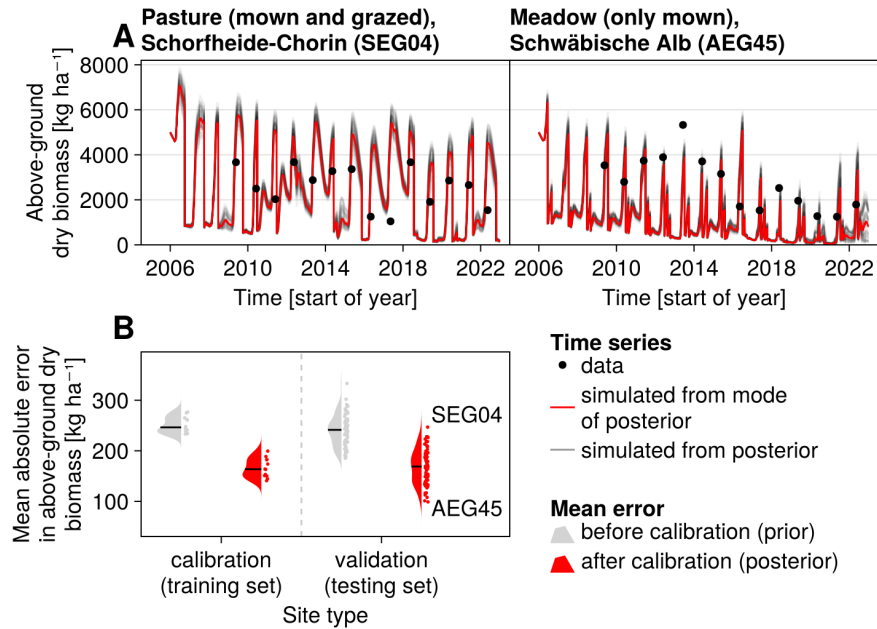 A
Pasture (mown and grazed),
Schorfheide-Chorin (SEG04)
Meadow (only mown),
Schwäbische Alb (AEG45)
Above-ground
dry biomass [kg ha⁻¹]
8000
6000
4000
2000
0
2006
2010
2014
2018
2022
2006
2010
2014
2018
2022
Time [start of year]
Time [start of year]
B
Mean absolute error
in above-ground dry
biomass [kg ha⁻¹]
300
200
100
SEG04
AEG45
calibration
(training set)
validation
(testing set)
Site type
Time series
data
simulated from mode
of posterior
simulated from posterior
Mean error
before calibration (prior)
after calibration (posterior)